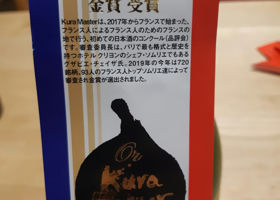 金賞 受賞
Kura Masterは、2017年からフランスで始まった、
フランス人によるフランス人のためのフランスの
地で行う、初めての日本酒のコンクール(品評会)
です。審査委員長は、パリで最も格式と歴史を
持つホテル クリヨンのシェフ・ソムリエでもある
グザビエ・チュイザ氏。2019年の今年は720
銘柄、93人のフランス人トップソムリエ達によって
審査され金賞が選出されました。
Or
Kura